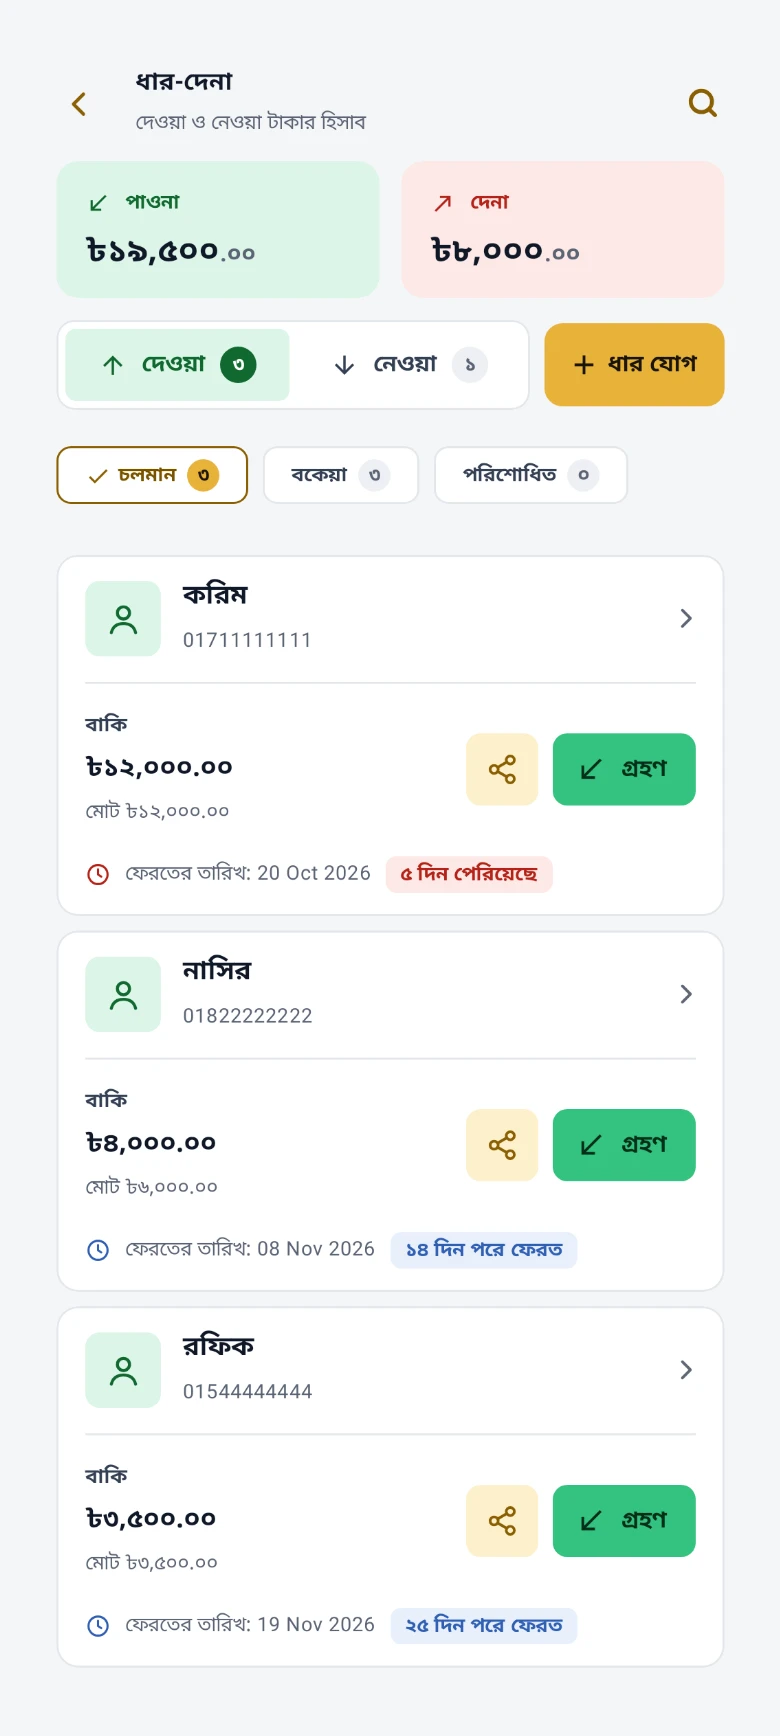 ধার-দেনা
দেওয়া ও নেওয়া টাকার হিসাব
পাওনা
৳১৯,৫০০.০০
দেনা
৳৮,০০০.০০
দেওয়া ৩
নেওয়া ১
ধার যোগ
চলমান ৩
বকেয়া ৩
পরিশোধিত ০
করিম
01711111111
বাকি
৳১২,০০০.০০
মোট ৳১২,০০০.০০
গ্রহণ
ফেরতের তারিখ: 20 Oct 2026 ৫ দিন পেরিয়েছে
নাসির
01822222222
বাকি
৳৪,০০০.০০
মোট ৳৬,০০০.০০
গ্রহণ
ফেরতের তারিখ: 08 Nov 2026 ১৪ দিন পরে ফেরত
রফিক
01544444444
বাকি
৳৩,৫০০.০০
মোট ৳৩,৫০০.০০
গ্রহণ
ফেরতের তারিখ: 19 Nov 2026 ২৫ দিন পরে ফেরত